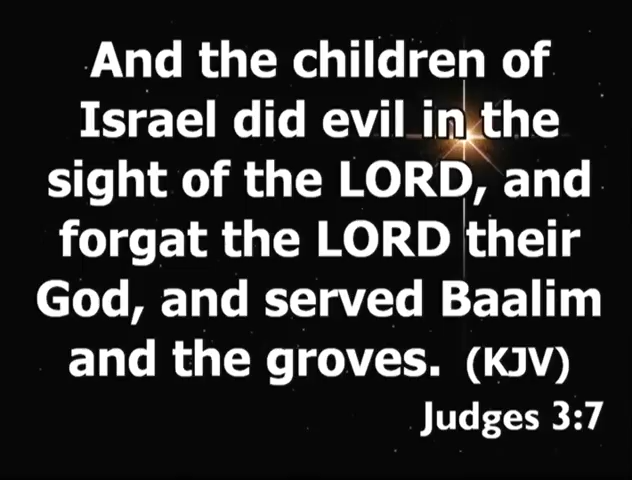 And the children of
Israel did evil in the
sight of the LORD, and
forgat the LORD their
God, and served Baalim
and the groves. (KJV)
Judges 3:7